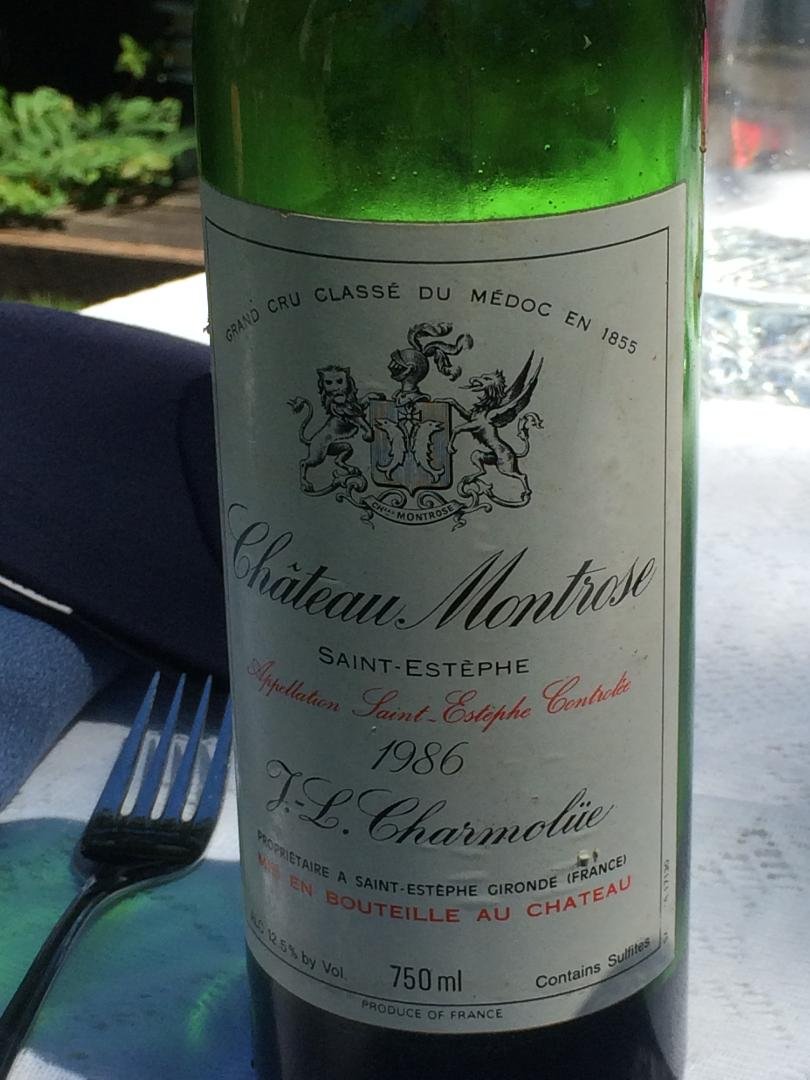 GRAND CRU CLASSÉ DU MÉDOC EN 1855
MONTROSE
Château Montrose
SAINT-ESTÈPHE
Appellation Saint-Estèphe Controlée
1986
J.-L. Charmolüe
PROPRIÉTAIRE A SAINT-ESTÈPHE GIRONDE (FRANCE)
MIS EN BOUTEILLE AU CHATEAU
ALC 12.5% by Vol.
750 ml
Contains Sulfites
PRODUCE OF FRANCE